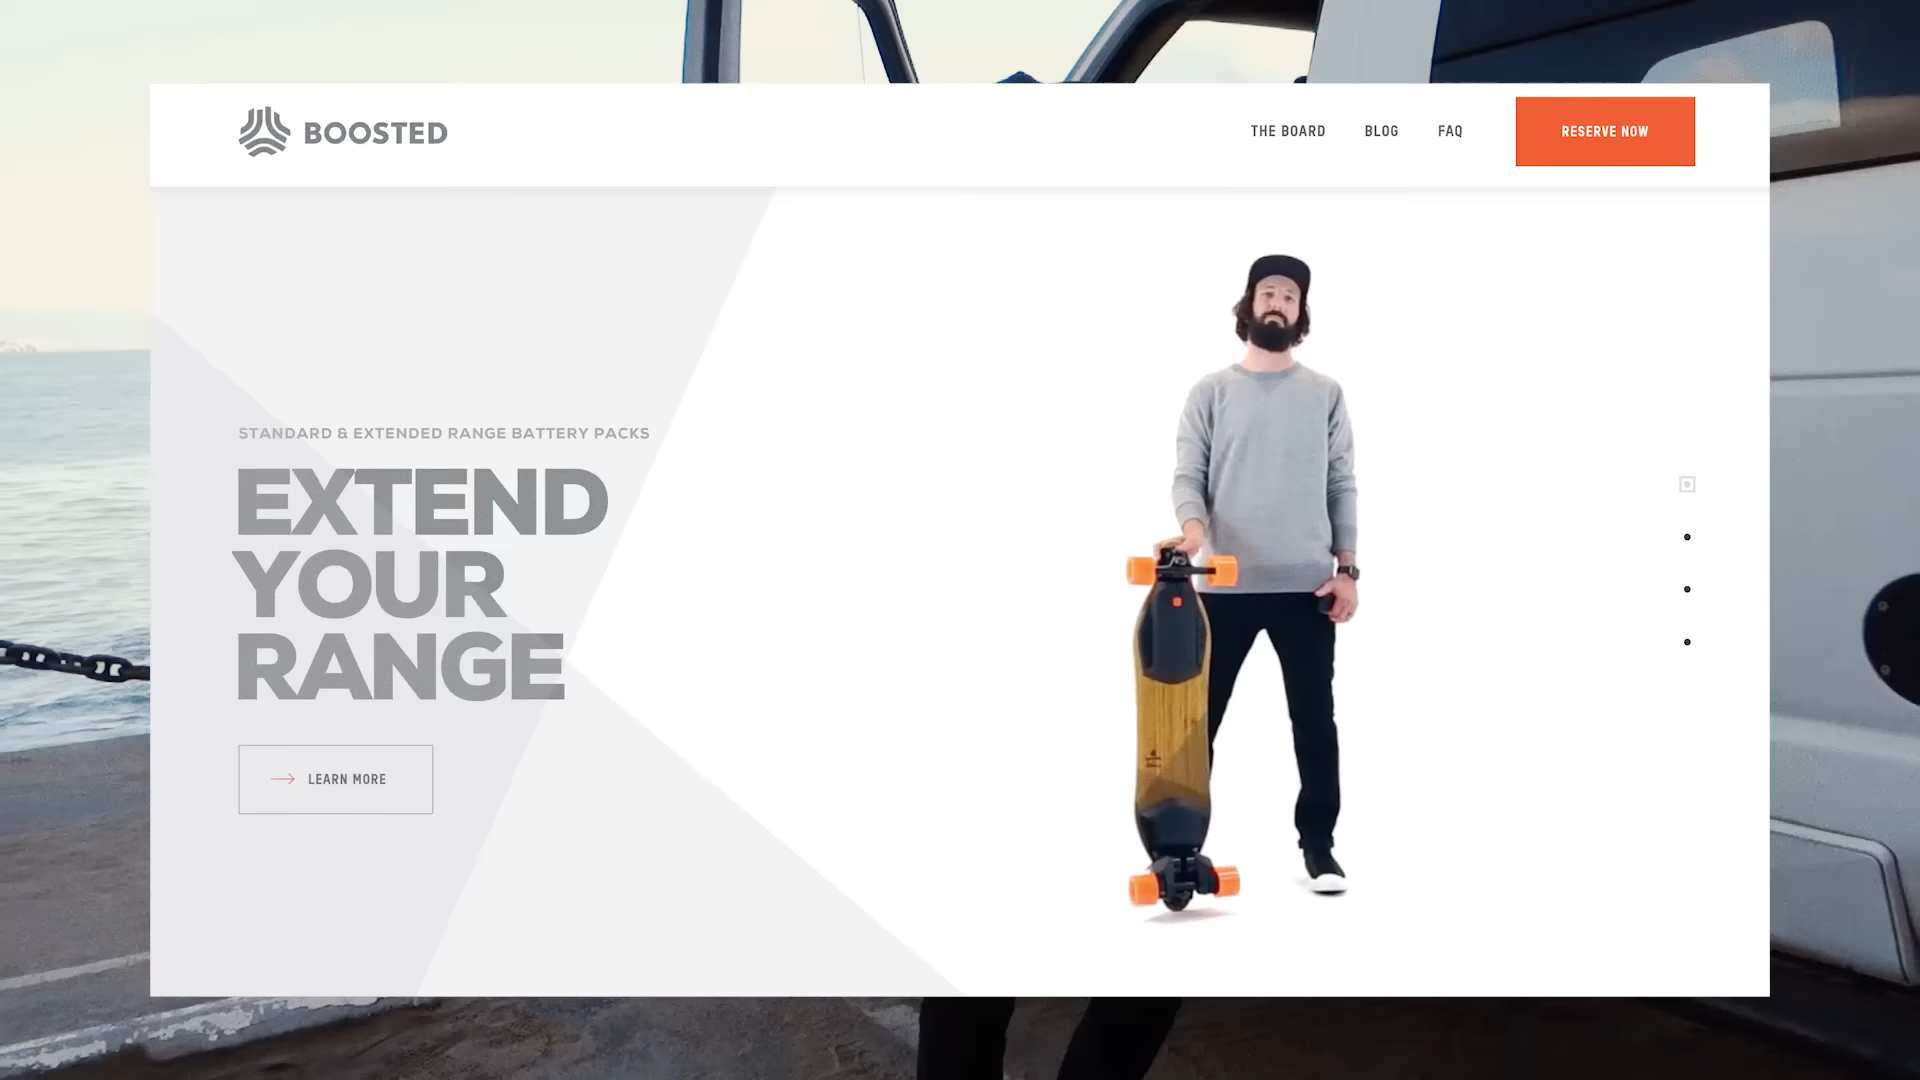 BOOSTED
THE BOARD
BLOG
FAQ
RESERVE NOW
STANDARD & EXTENDED RANGE BATTERY PACKS
EXTEND
YOUR
RANGE
LEARN MORE